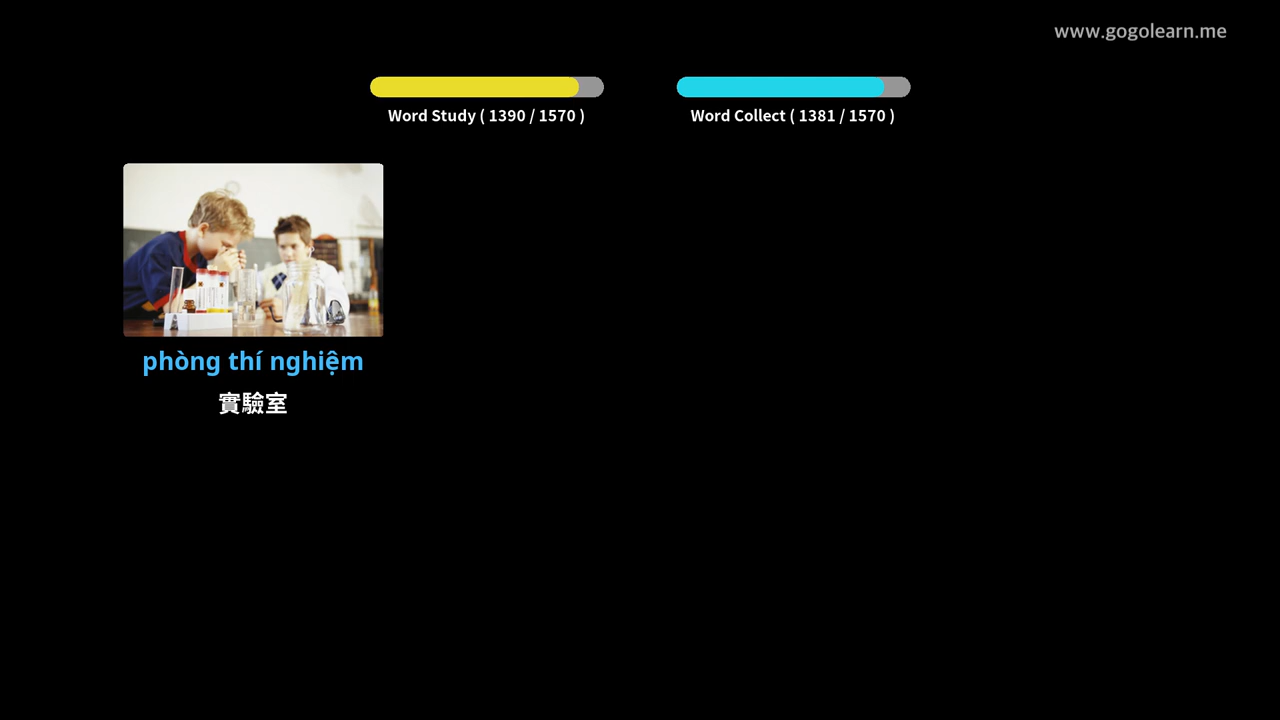 www.gogolearn.me
Word Study ( 1390 / 1570 )
Word Collect ( 1381 / 1570 )
phòng thí nghiệm
實驗室